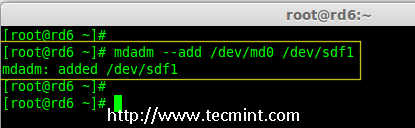 root@rd6:~
[root@rd6 ~]#
[root@rd6 ~]# mdadm --add /dev/md0 /dev/sdf1
mdadm: added /dev/sdf1
[root@rd6 ~]#
[root@rd6 ~]#
http://www.tecmint.com